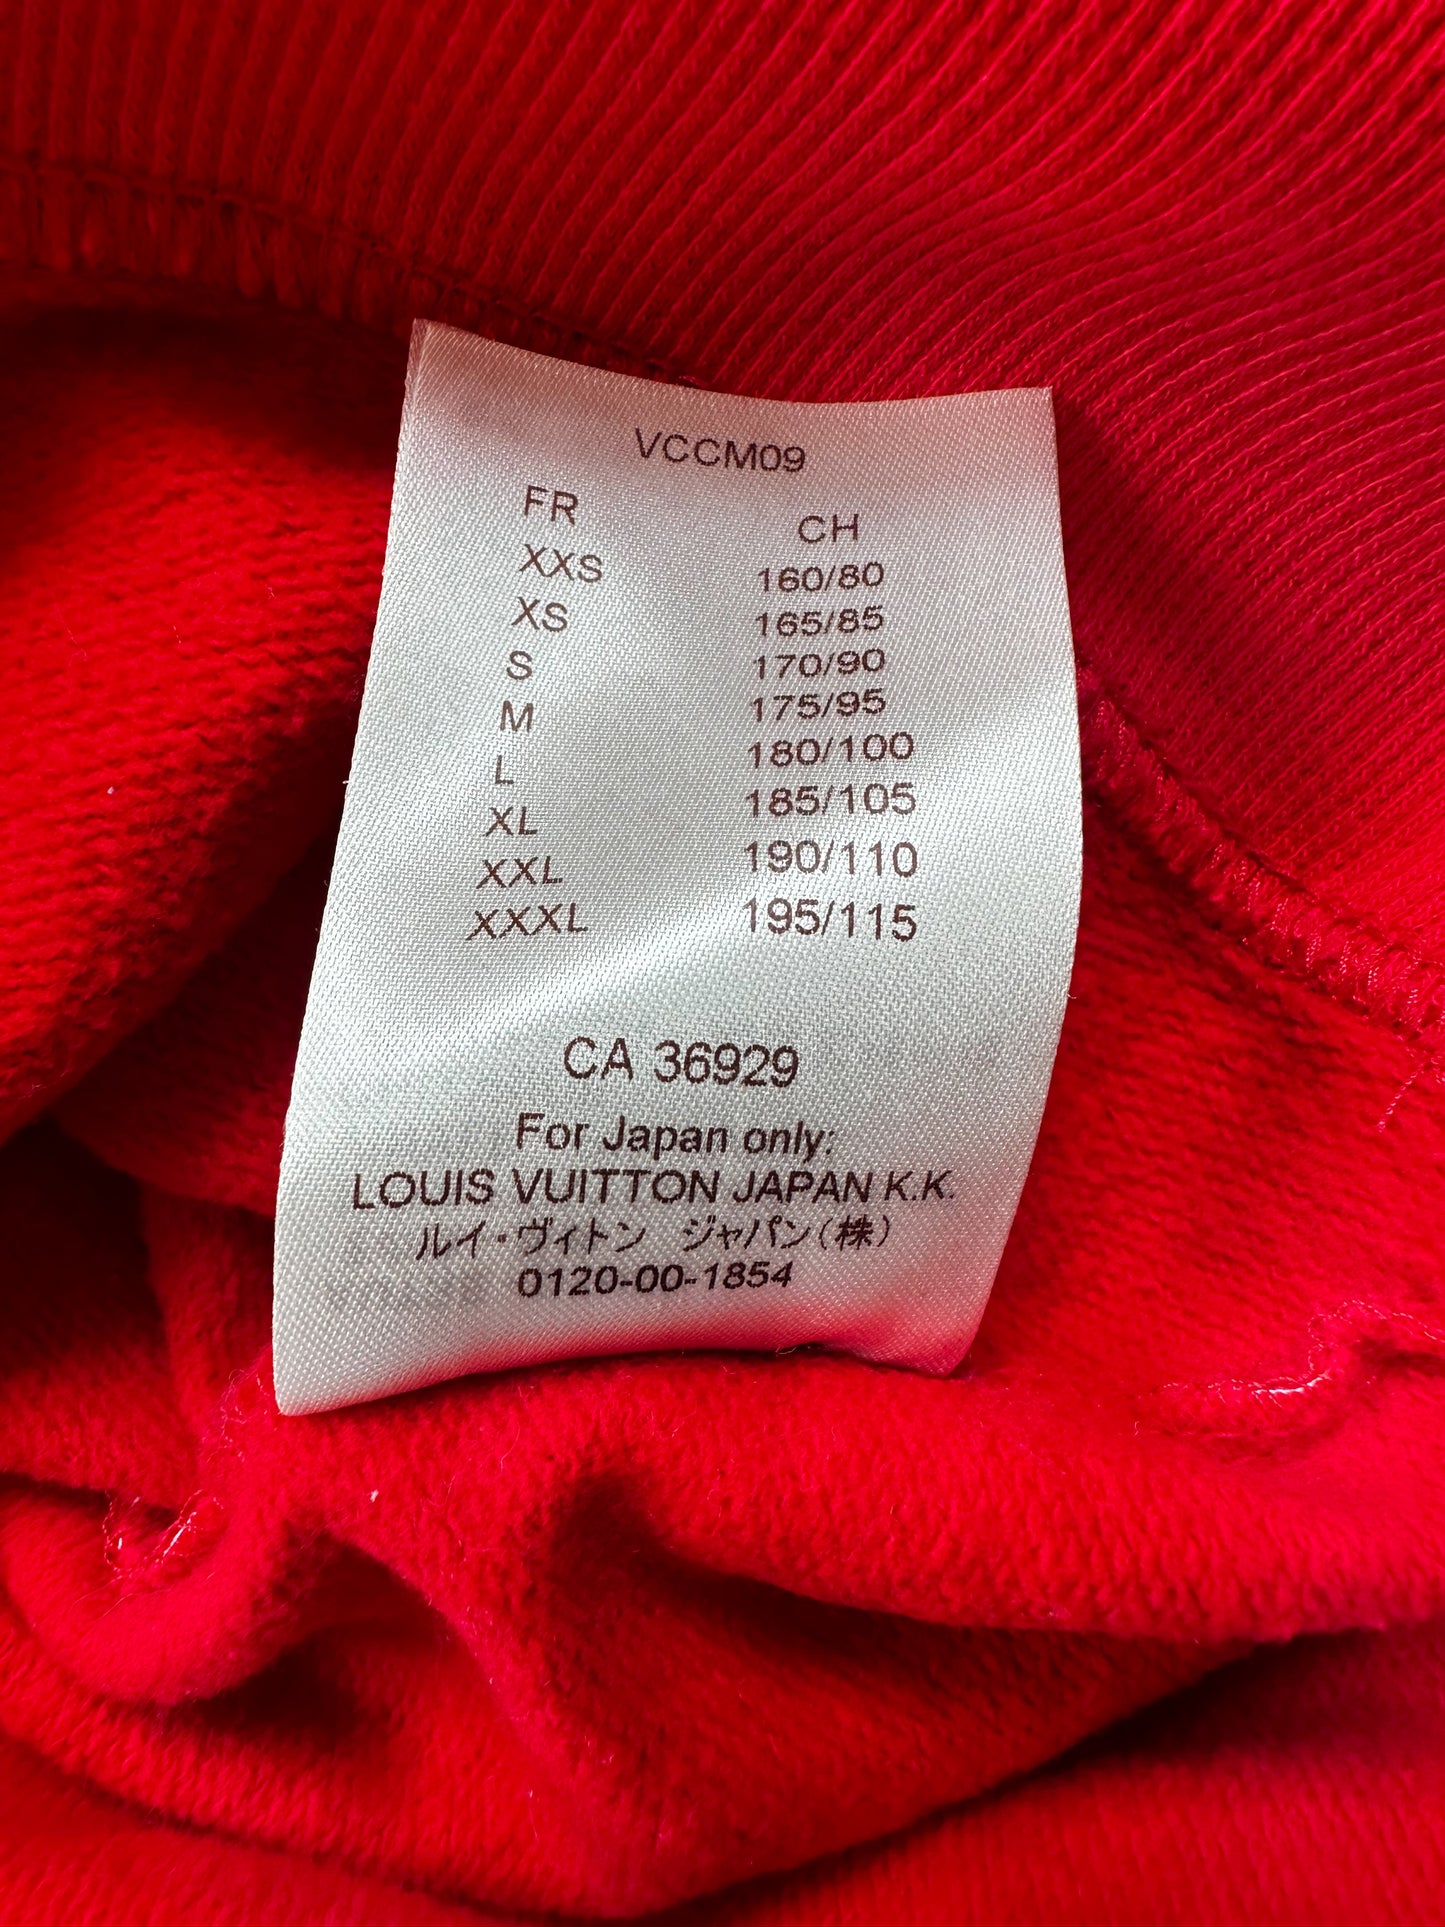 VCCM09
FR CH
XXS 160/80
XS 165/85
S 170/90
M 175/95
L 180/100
XL 185/105
XXL 190/110
XXXL 195/115
CA 36929
For Japan only:
LOUIS VUITTON JAPAN K.K.
ルイ・ヴィトン ジャパン(株)
0120-00-1854